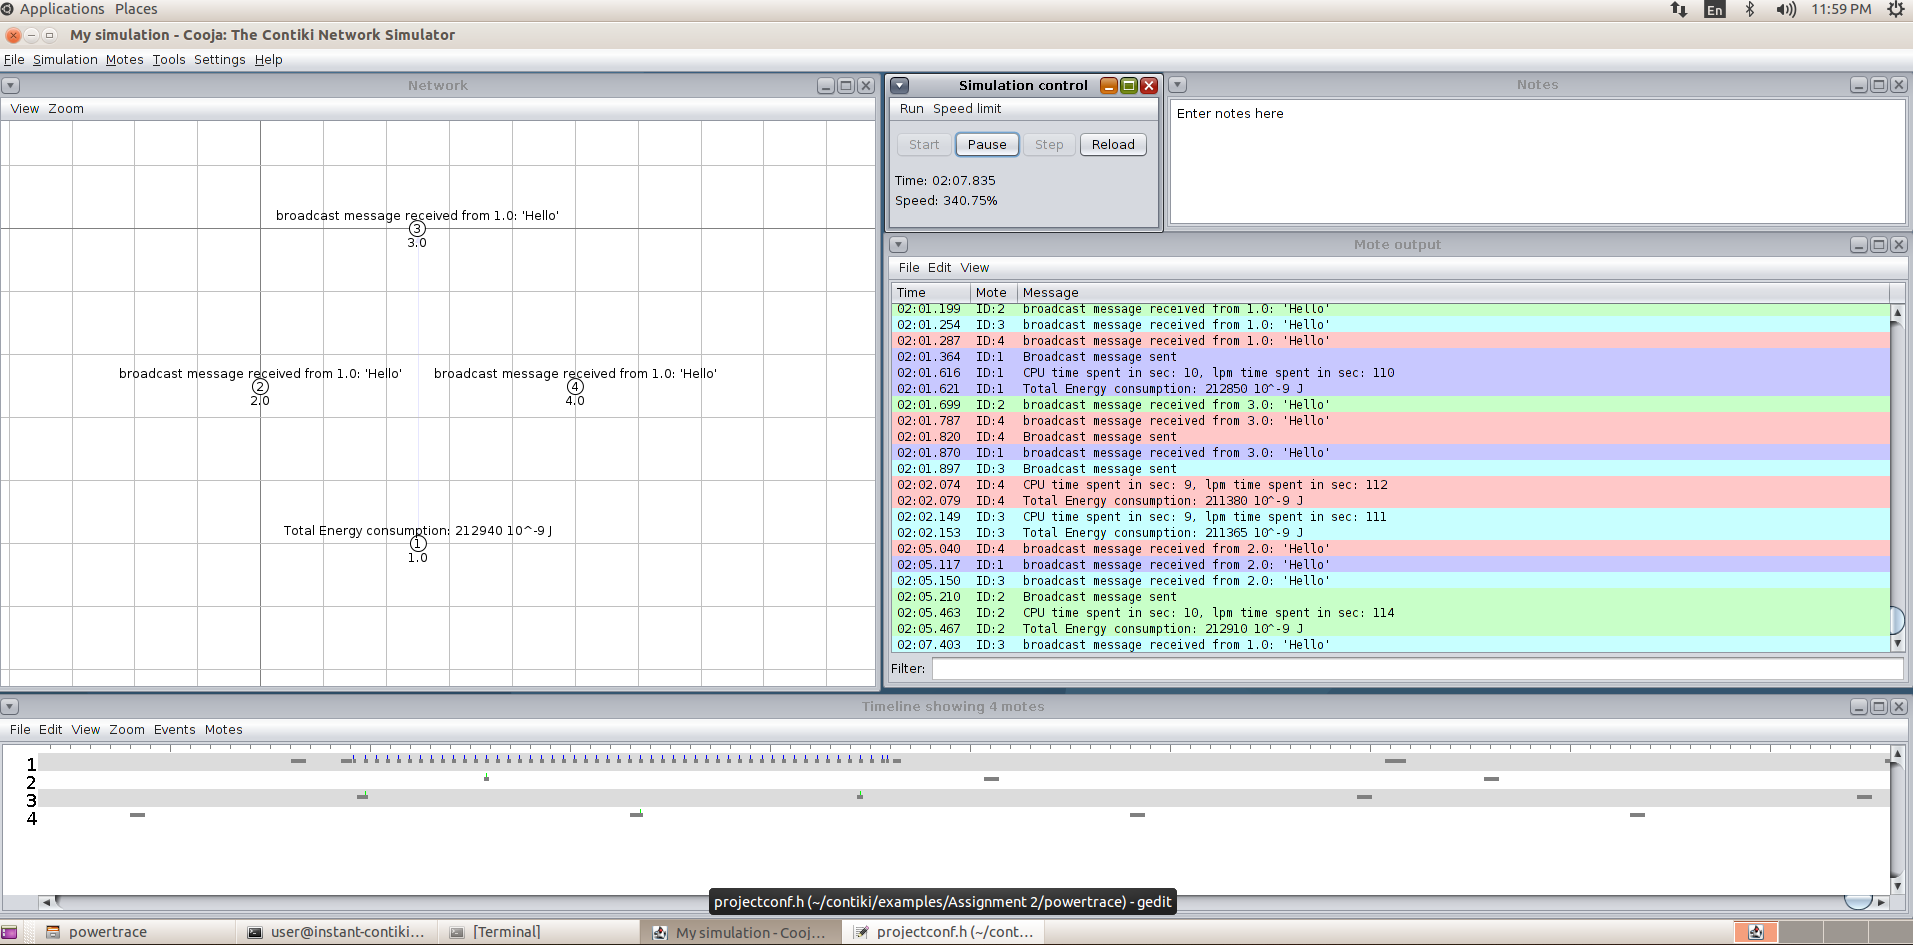 Applications Places
En 11:59 PM
My simulation - Cooja: The Contiki Network Simulator
File Simulation Motes Tools Settings Help
Network
View Zoom
broadcast message received from 1.0: 'Hello'
3
3.0
broadcast message received from 1.0: 'Hello'
2
2.0
broadcast message received from 1.0: 'Hello'
4
4.0
Total Energy consumption: 212940 10^-9 J
1
1.0
Simulation control
Run Speed limit
Start Pause Step Reload
Time: 02:07.835
Speed: 340.75%
Notes
Enter notes here
Mote output
File Edit View
Time Mote Message
02:01.199 ID:2 broadcast message received from 1.0: 'Hello'
02:01.254 ID:3 broadcast message received from 1.0: 'Hello'
02:01.287 ID:4 broadcast message received from 1.0: 'Hello'
02:01.364 ID:1 Broadcast message sent
02:01.616 ID:1 CPU time spent in sec: 10, lpm time spent in sec: 110
02:01.621 ID:1 Total Energy consumption: 212850 10^-9 J
02:01.699 ID:2 broadcast message received from 3.0: 'Hello'
02:01.787 ID:4 broadcast message received from 3.0: 'Hello'
02:01.820 ID:4 Broadcast message sent
02:01.870 ID:1 broadcast message received from 3.0: 'Hello'
02:01.897 ID:3 Broadcast message sent
02:02.074 ID:4 CPU time spent in sec: 9, lpm time spent in sec: 112
02:02.079 ID:4 Total Energy consumption: 211380 10^-9 J
02:02.149 ID:3 CPU time spent in sec: 9, lpm time spent in sec: 111
02:02.153 ID:3 Total Energy consumption: 211365 10^-9 J
02:05.040 ID:4 broadcast message received from 2.0: 'Hello'
02:05.117 ID:1 broadcast message received from 2.0: 'Hello'
02:05.150 ID:3 broadcast message received from 2.0: 'Hello'
02:05.210 ID:2 Broadcast message sent
02:05.463 ID:2 CPU time spent in sec: 10, lpm time spent in sec: 114
02:05.467 ID:2 Total Energy consumption: 212910 10^-9 J
02:07.403 ID:3 broadcast message received from 1.0: 'Hello'
Filter:
Timeline showing 4 motes
File Edit View Zoom Events Motes
1
2
3
4
projectconf.h (~/contiki/examples/Assignment 2/powertrace) - gedit
powertrace
user@instant-contiki...
[Terminal]
My simulation - Cooj...
projectconf.h (~/cont...